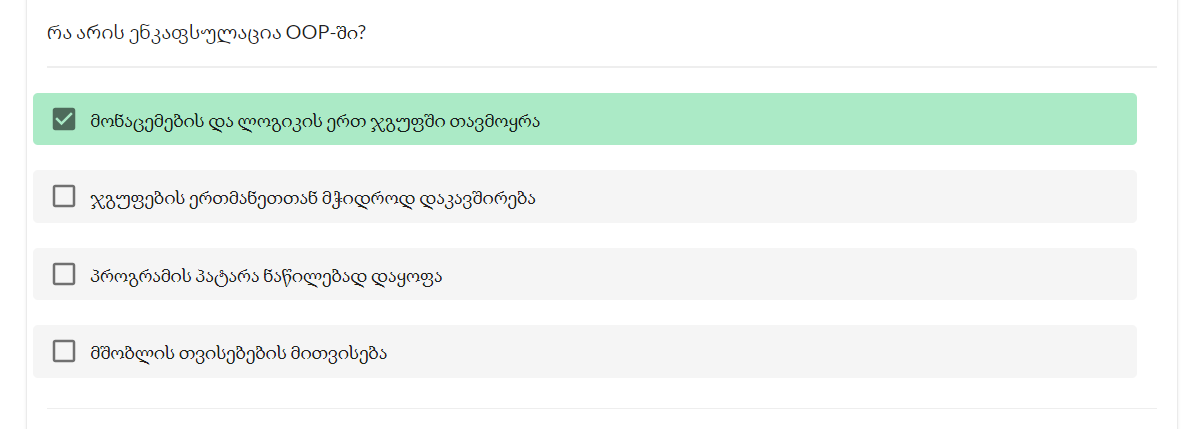 რა არის ენკაფსულაცია OOP-ში?
მონაცემების და ლოგიკის ერთ ჯგუფში თავმოყრა
ჯგუფების ერთმანეთთან მჭიდროდ დაკავშირება
პროგრამის პატარა ნაწილებად დაყოფა
მშობლის თვისებების მითვისება